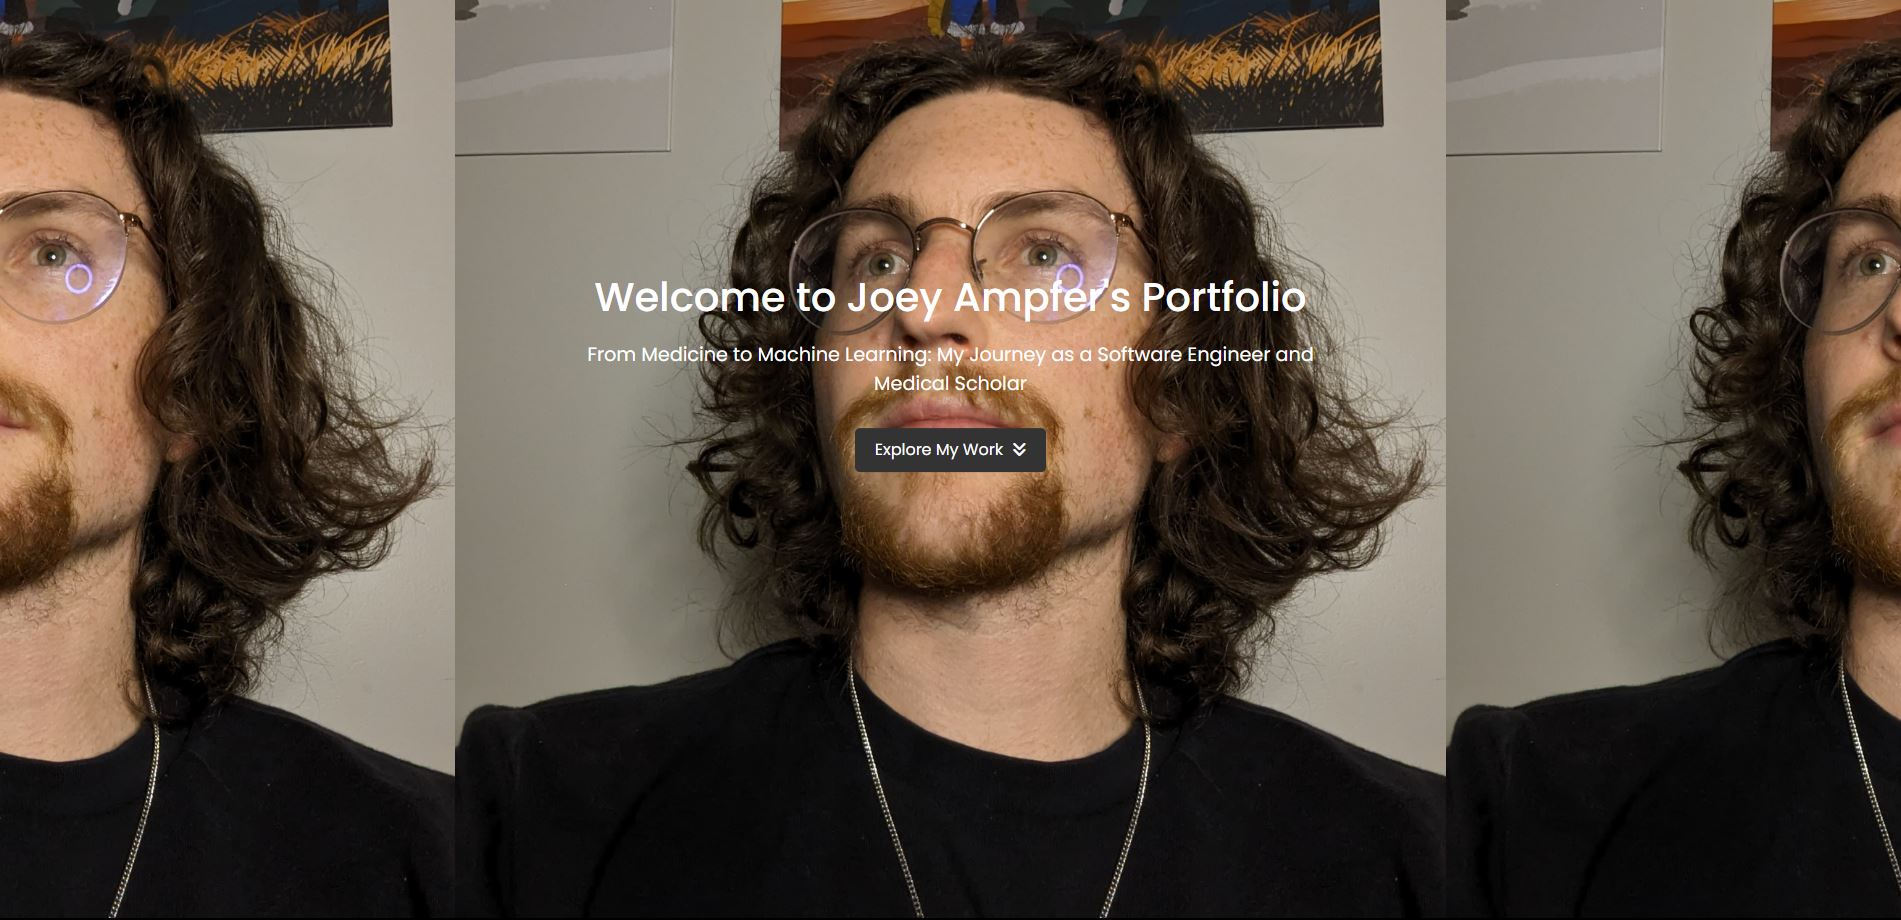 Welcome to Joey Ampfer's Portfolio
From Medicine to Machine Learning: My Journey as a Software Engineer and
Medical Scholar
Explore My Work